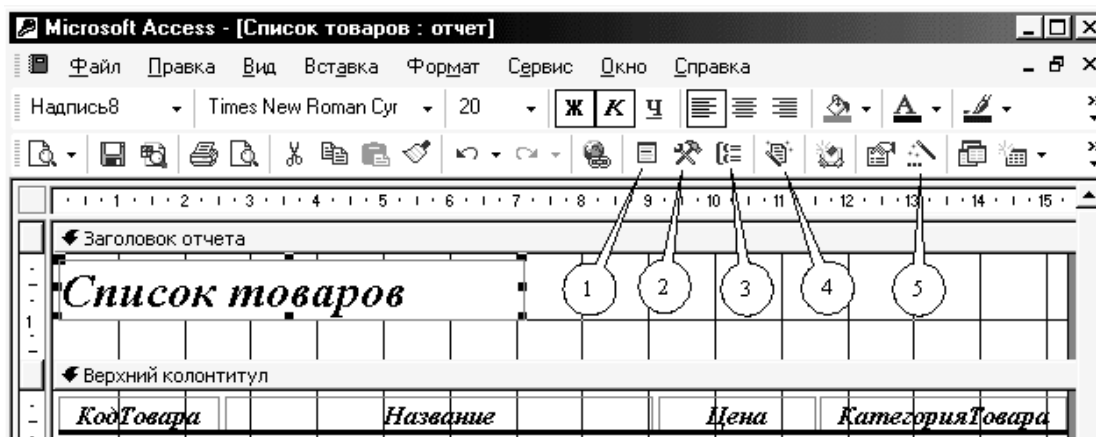 Microsoft Access - [Список товаров : отчет]
Файл Правка Вид Вставка Формат Сервис Окно Справка
Надпись8 Times New Roman Cyr 20 Ж К Ч A
1 2 3 4 5 6 7 8 9 10 11 12 13 14 15
Заголовок отчета
Список товаров
1 2 3 4 5
1
Верхний колонтитул
КодТовара Название Цена КатегорияТовара